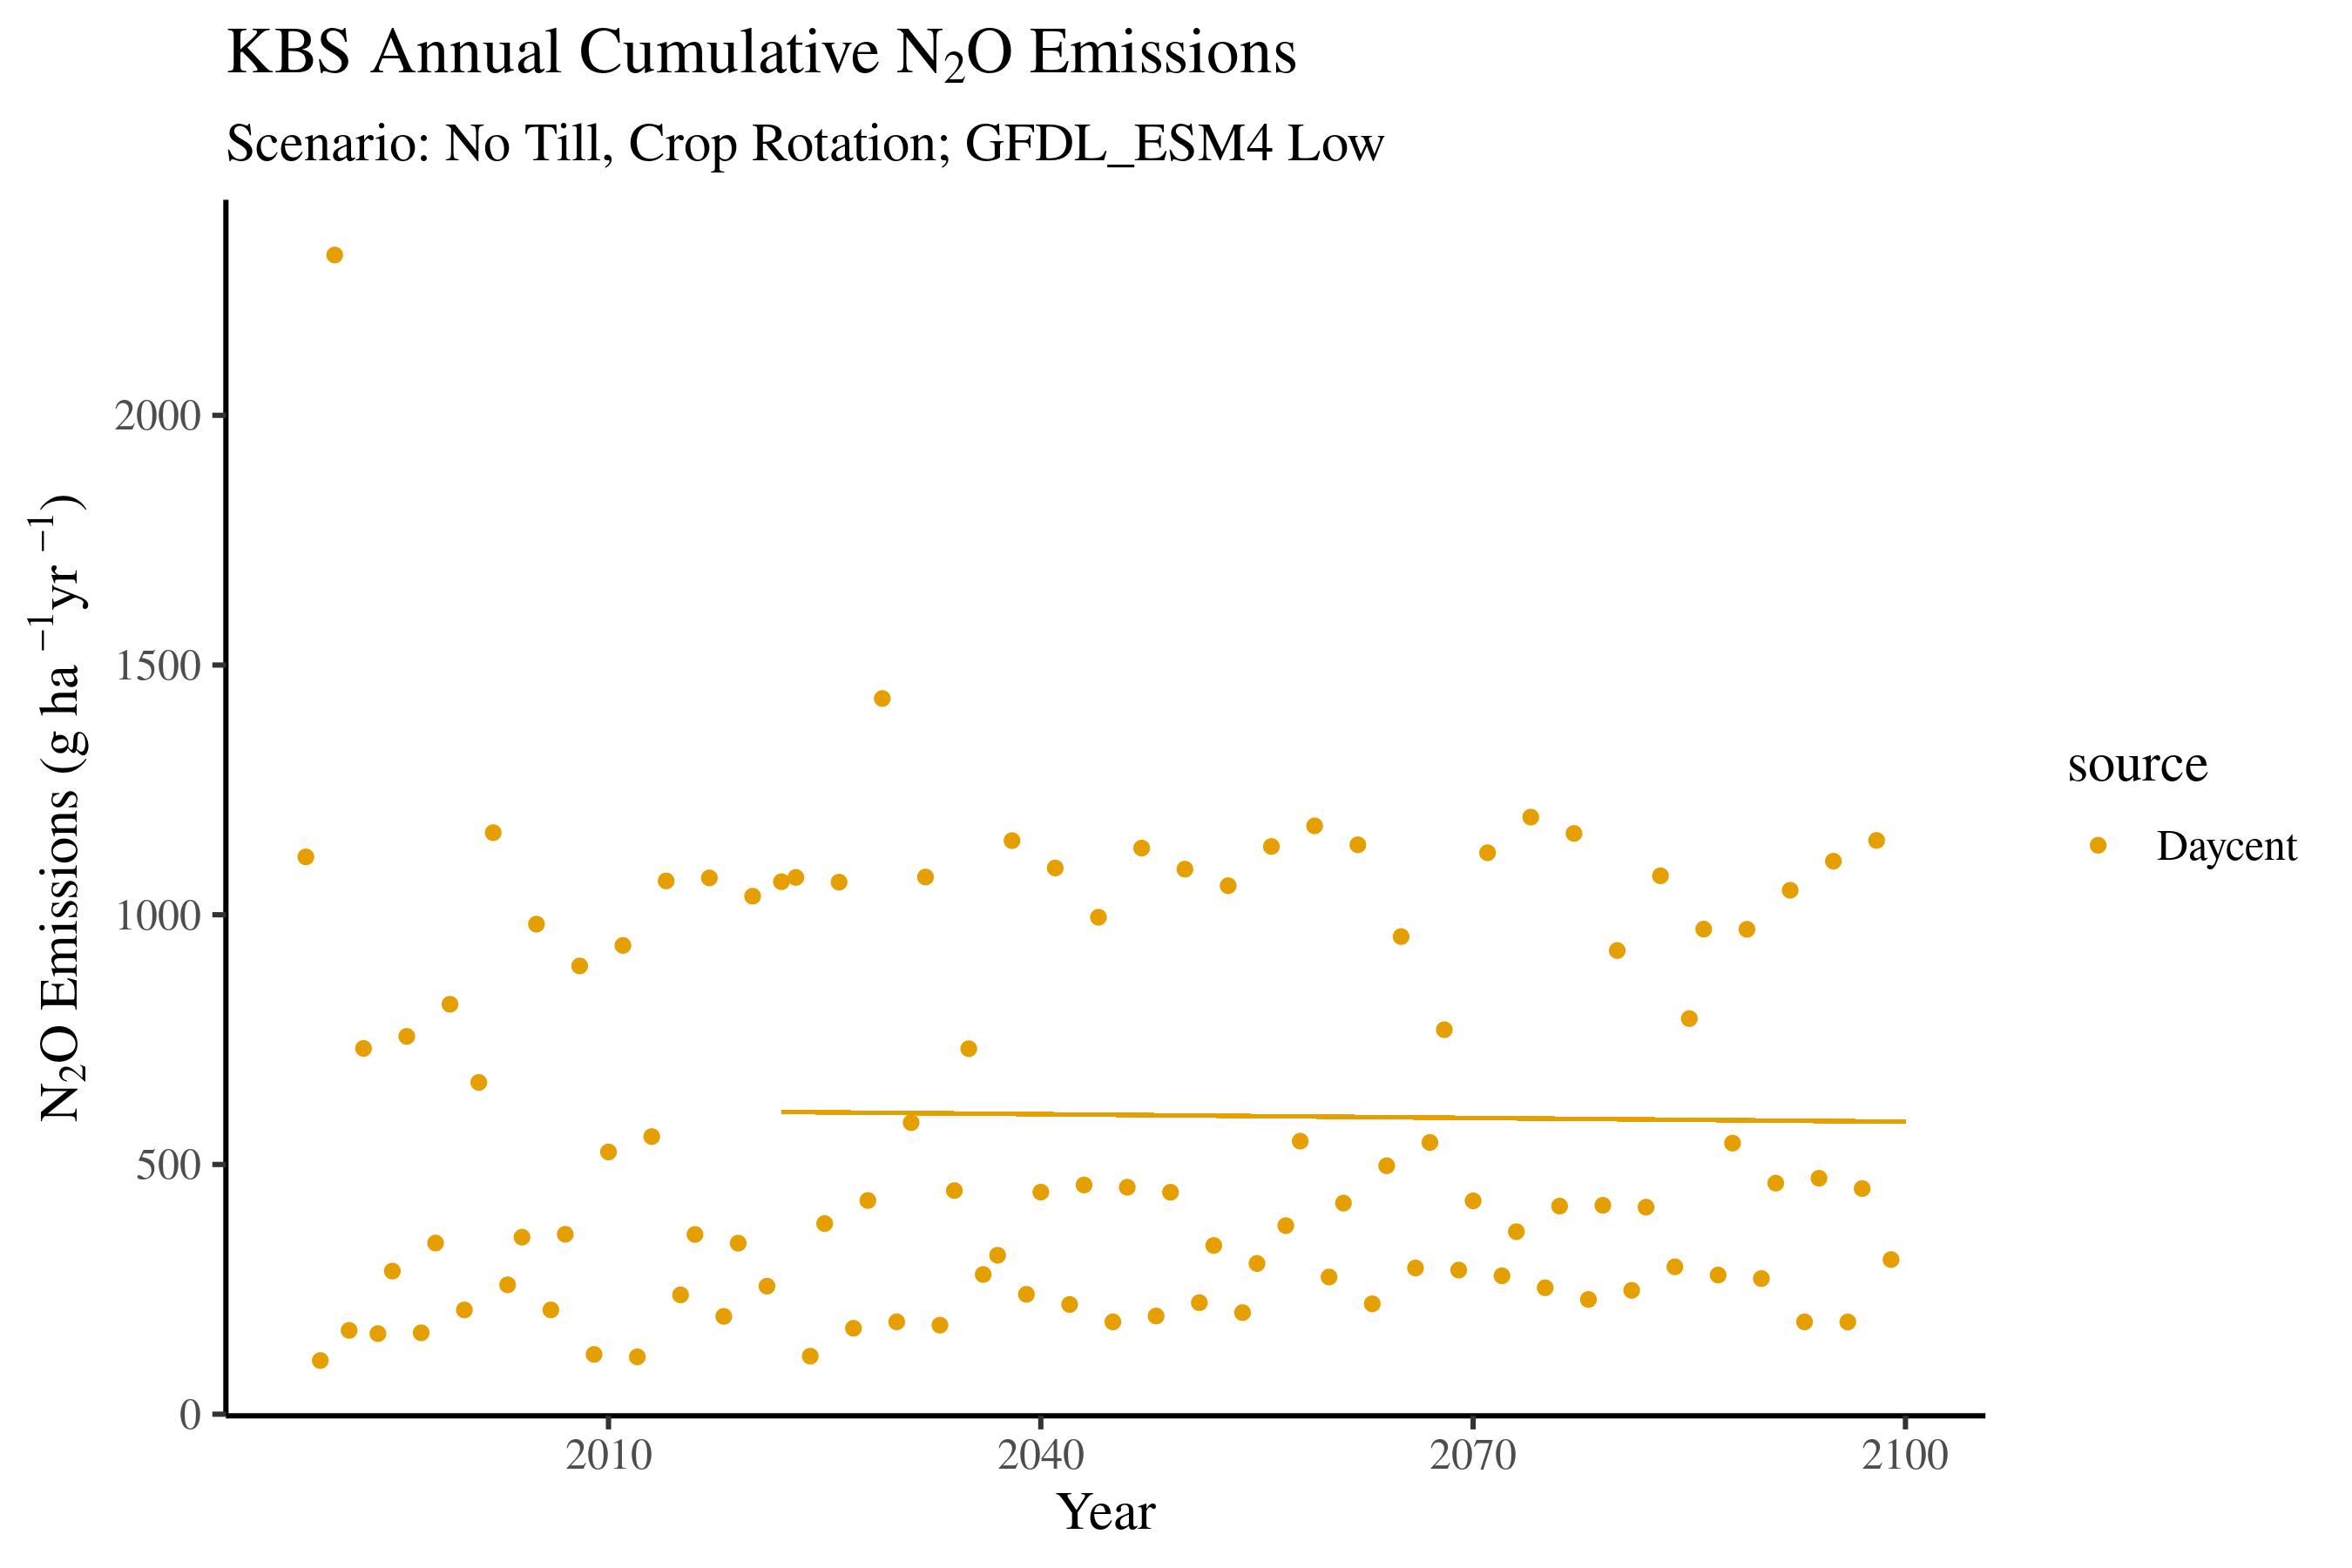 KBS Annual Cumulative N₂O Emissions
Scenario: No Till, Crop Rotation; GFDL_ESM4 Low
N₂O Emissions (g ha⁻¹yr⁻¹)
2000
1500
1000
500
0
2010 2040 2070 2100
Year
source
Daycent